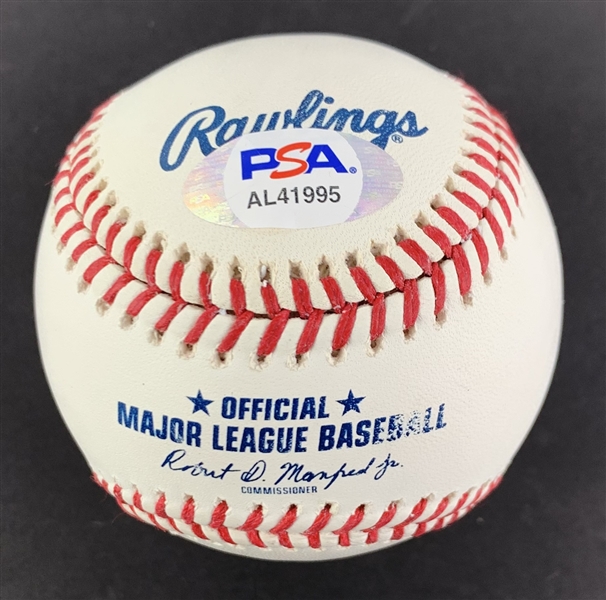 Rawlings®
PSA®
AL41995
★ OFFICIAL ★
MAJOR LEAGUE BASEBALL
Robert D. Manfred Jr.
COMMISSIONER